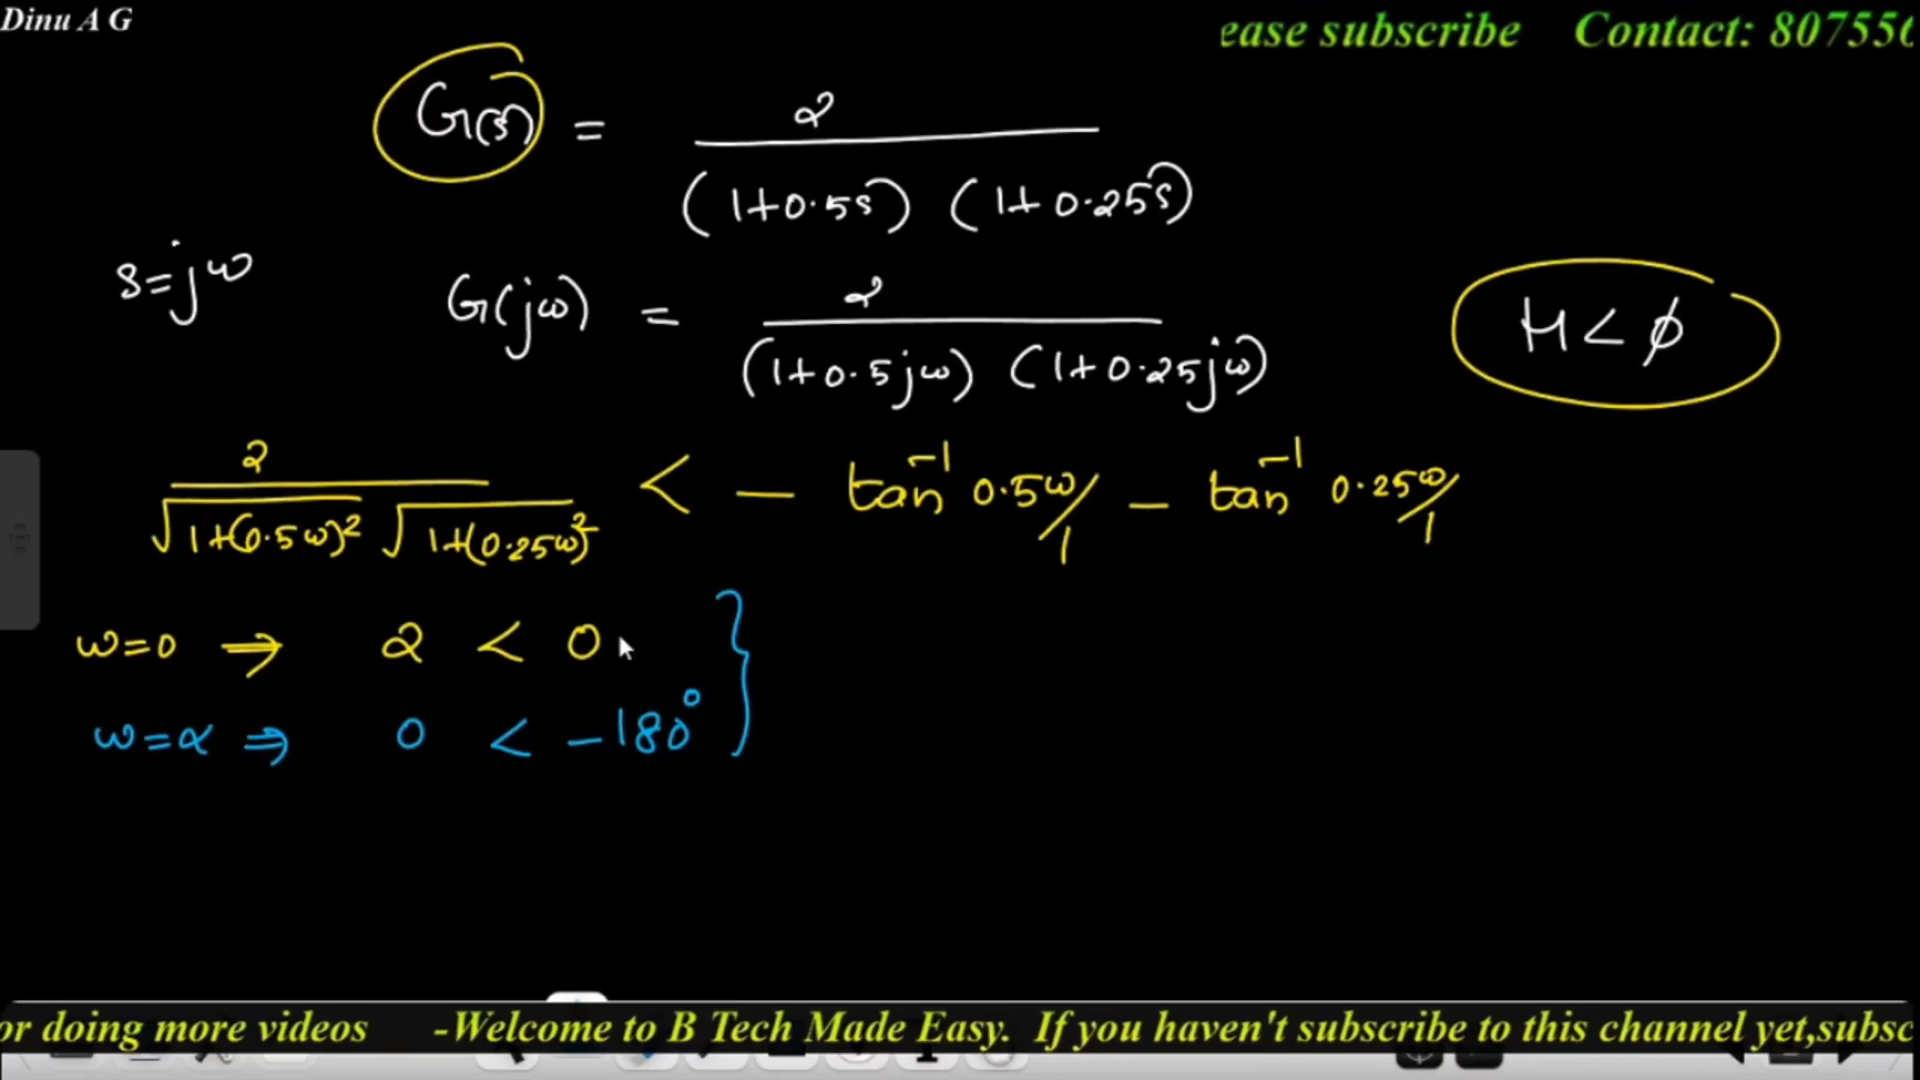 Dinu A G
ease subscribe    Contact: 80755
G(s) = 2 / (1+0.5s) (1+0.25s)
s=jω
G(jω) = 2 / (1+0.5jω) (1+0.25jω)
M∠φ
2 / √1+(0.5ω)² √1+(0.25ω)² ∠ − tan⁻¹ 0.5ω/1 − tan⁻¹ 0.25ω/1
ω=0 ⇒ 2 ∠ 0
ω=α ⇒ 0 ∠ −180° }
or doing more videos    -Welcome to B Tech Made Easy.  If you haven't subscribe to this channel yet,subsc